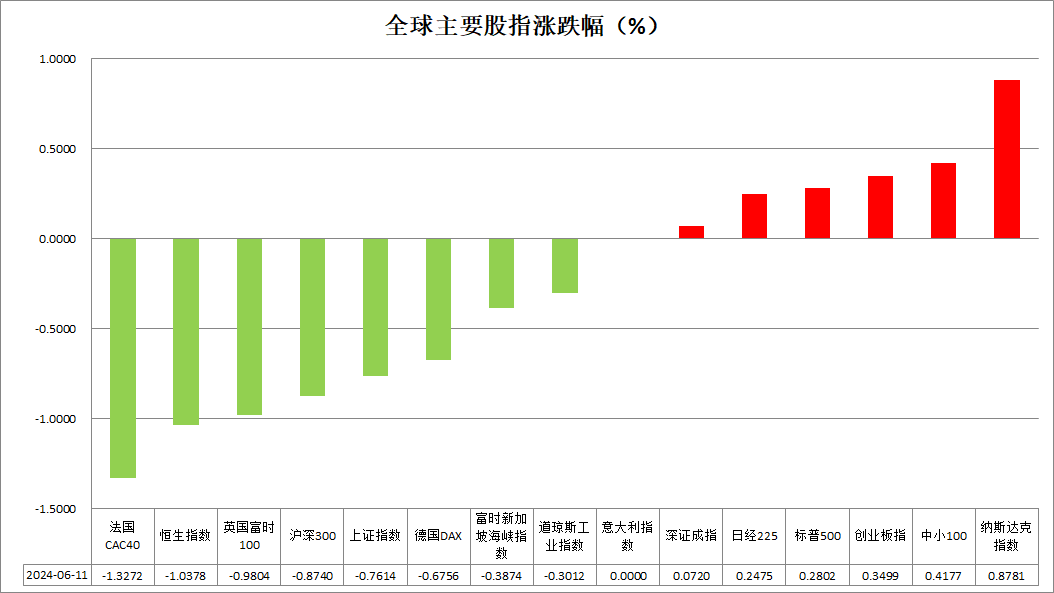 全球主要股指涨跌幅（%）
1.0000
0.5000
0.0000
-0.5000
-1.0000
-1.5000
法国
CAC40
恒生指数
英国富时
100
沪深300
上证指数
德国DAX
富时新加
坡海峡指
数
道琼斯工
业指数
意大利指
数
深证成指
日经225
标普500
创业板指
中小100
纳斯达克
指数
2024-06-11 -1.3272 -1.0378 -0.9804 -0.8740 -0.7614 -0.6756 -0.3874 -0.3012 0.0000 0.0720 0.2475 0.2802 0.3499 0.4177 0.8781